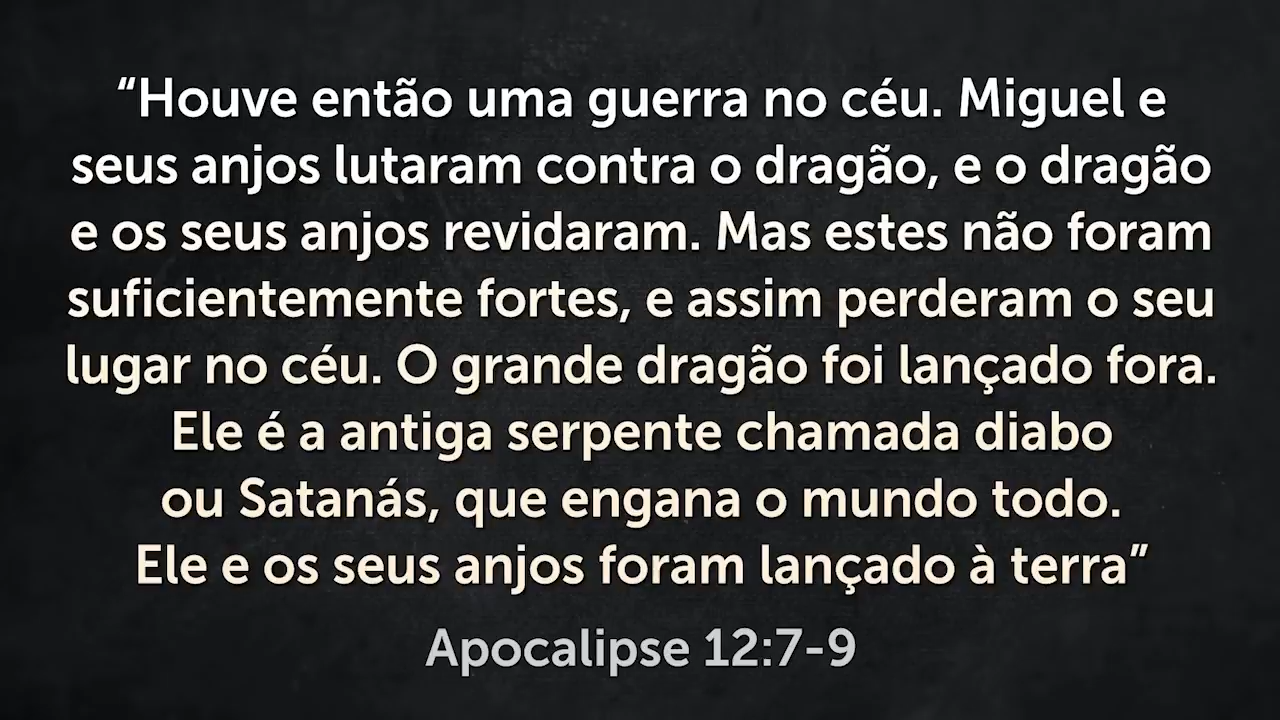 “Houve então uma guerra no céu. Miguel e
seus anjos lutaram contra o dragão, e o dragão
e os seus anjos revidaram. Mas estes não foram
suficientemente fortes, e assim perderam o seu
lugar no céu. O grande dragão foi lançado fora.
Ele é a antiga serpente chamada diabo
ou Satanás, que engana o mundo todo.
Ele e os seus anjos foram lançado à terra”
Apocalipse 12:7-9